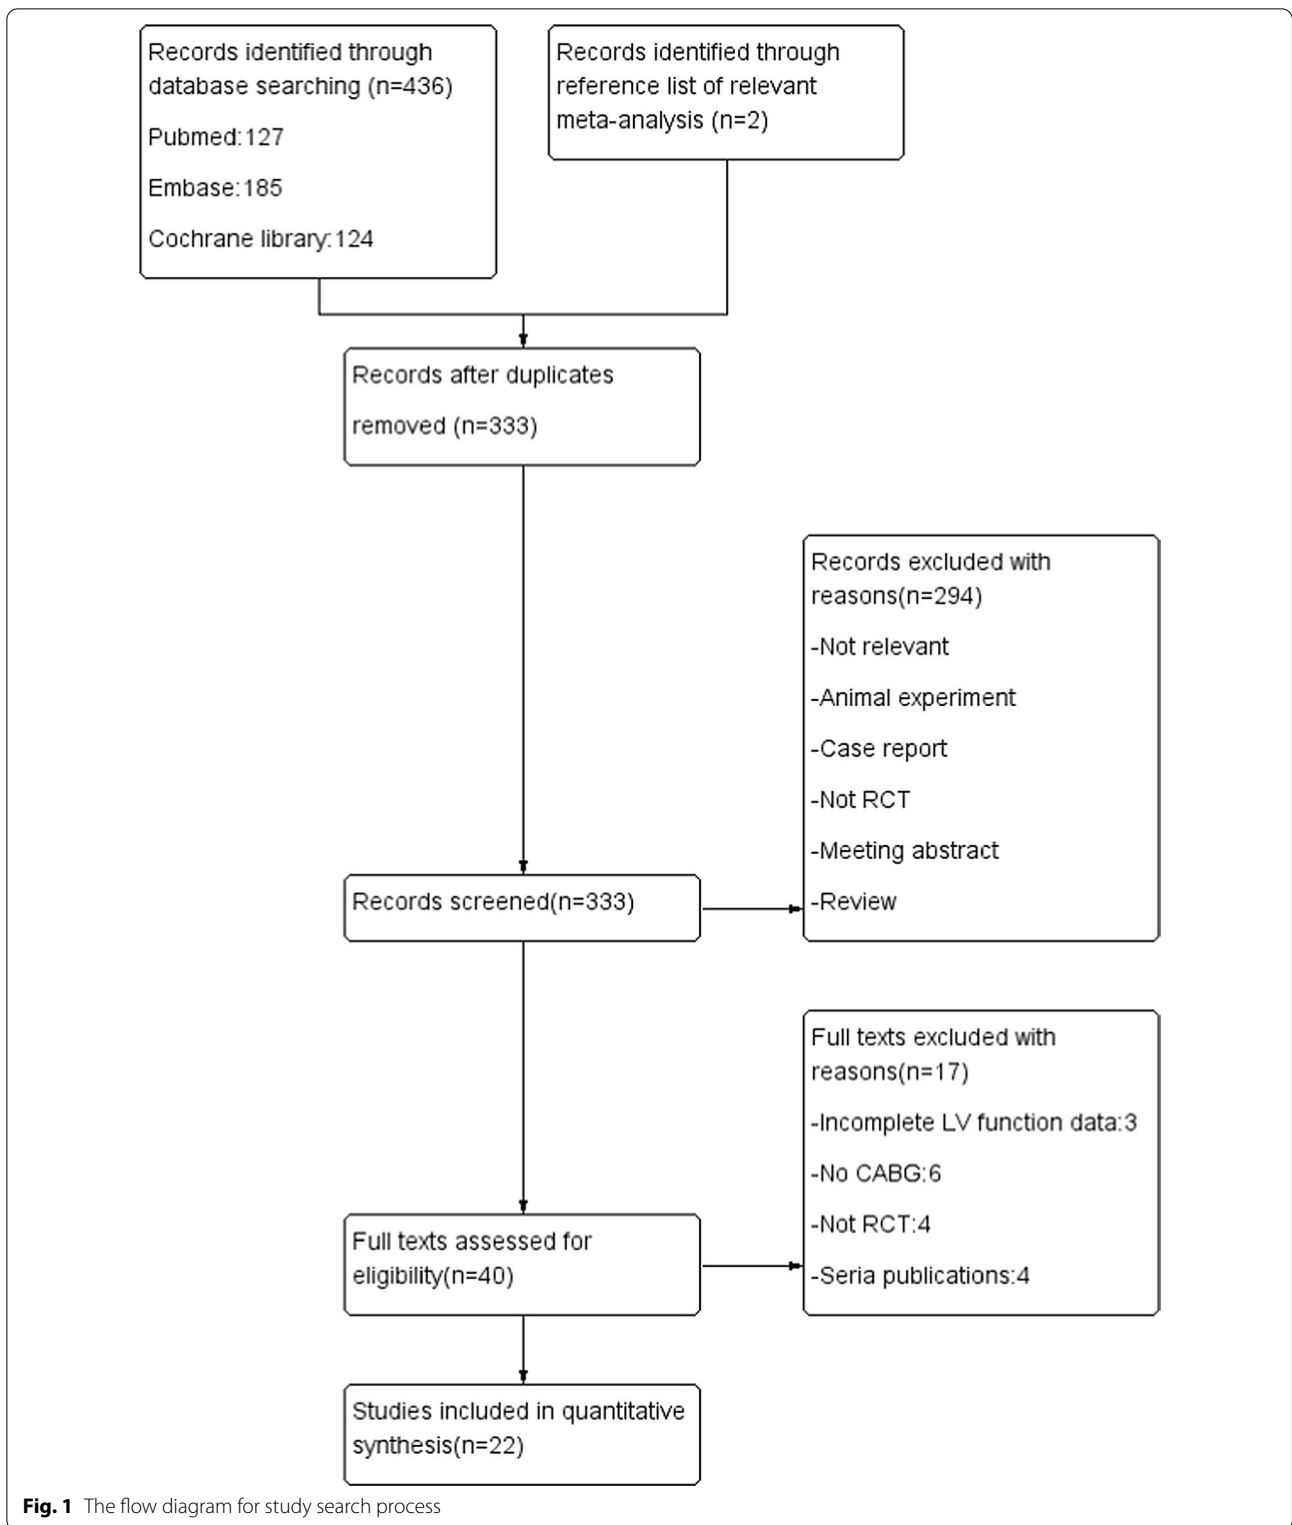 Records identified through
database searching (n=436)
Pubmed:127
Embase:185
Cochrane library:124
Records identified through
reference list of relevant
meta-analysis (n=2)
Records after duplicates
removed (n=333)
Records excluded with
reasons(n=294)
-Not relevant
-Animal experiment
-Case report
-Not RCT
-Meeting abstract
-Review
Records screened(n=333)
Full texts excluded with
reasons(n=17)
-Incomplete LV function data:3
-No CABG:6
-Not RCT:4
-Seria publications:4
Full texts assessed for
eligibility(n=40)
Studies included in quantitative
synthesis(n=22)
Fig. 1 The flow diagram for study search process